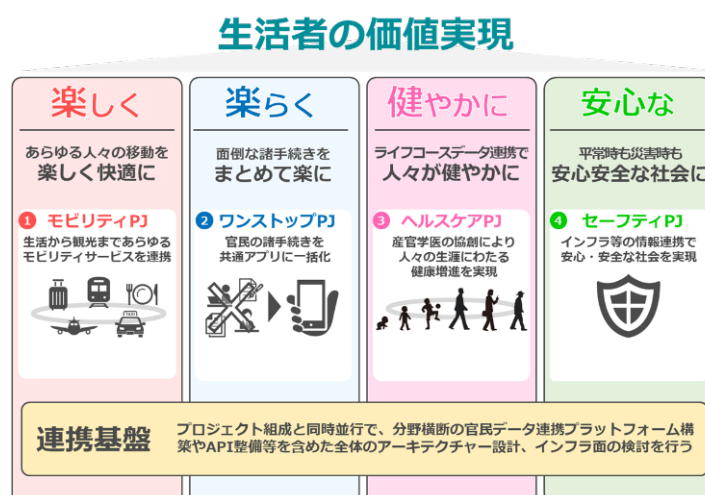 生活者の価値実現
楽しく
あらゆる人々の移動を
楽しく快適に
1 モビリティPJ
生活から観光まであらゆる
モビリティサービスを連携
TAXI
楽らく
面倒な諸手続きを
まとめて楽に
2 ワンストップPJ
官民の諸手続きを
共通アプリに一括化
健やかに
ライフコースデータ連携で
人々が健やかに
3 ヘルスケアPJ
産官学医の協創により
人々の生涯にわたる
健康増進を実現
安心な
平常時も災害時も
安心安全な社会に
4 セーフティPJ
インフラ等の情報連携で
安心・安全な社会を実現
連携基盤
プロジェクト組成と同時並行で、分野横断の官民データ連携プラットフォーム構
築やAPI整備等を含めた全体のアーキテクチャー設計、インフラ面の検討を行う